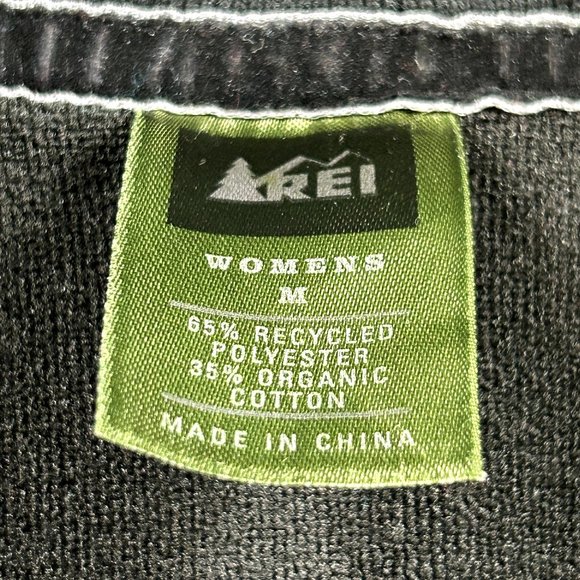 REI
WOMENS
M
65% RECYCLED
POLYESTER
35% ORGANIC
COTTON
MADE IN CHINA